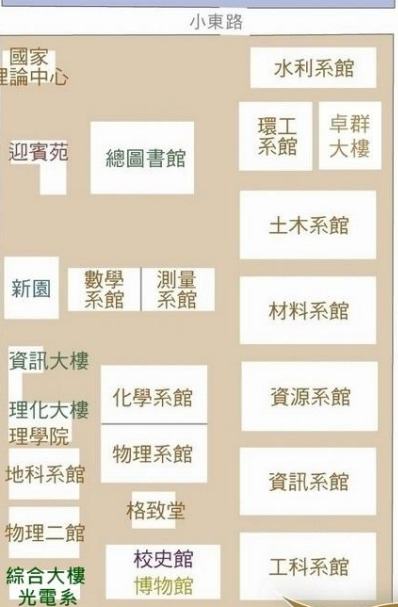 小東路
國家
理論中心
水利系館
環工
系館
卓群
大樓
迎賓苑
總圖書館
土木系館
新園
數學
系館
測量
系館
材料系館
資訊大樓
理化大樓
理學院
化學系館
資源系館
地科系館
物理系館
資訊系館
格致堂
物理二館
校史館
博物館
工科系館
綜合大樓
光電系